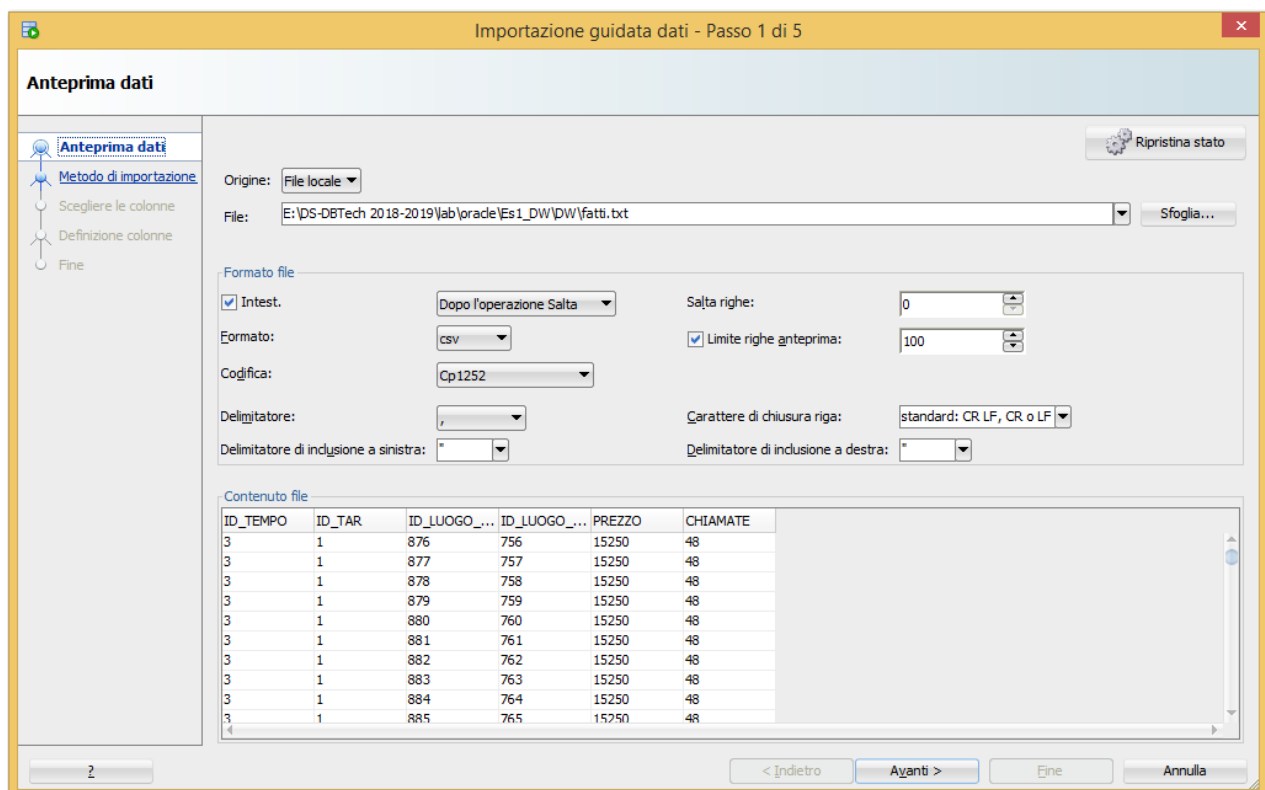 Importazione guidata dati - Passo 1 di 5
Anteprima dati
Anteprima dati
Metodo di importazione
Scegliere le colonne
Definizione colonne
Fine
Ripristina stato
Origine: File locale
File: E:\DS-DBTech 2018-2019\lab\oracle\Es1_DW\DW\fatti.txt Sfoglia...
Formato file
Intest. Dopo l'operazione Salta Salta righe: 0
Formato: csv Limite righe anteprima: 100
Codifica: Cp1252
Delimitatore: , Carattere di chiusura riga: standard: CR LF, CR o LF
Delimitatore di inclusione a sinistra: " Delimitatore di inclusione a destra: "
Contenuto file
ID_TEMPO ID_TAR ID_LUOGO_... ID_LUOGO_... PREZZO CHIAMATE
3 1 876 756 15250 48
3 1 877 757 15250 48
3 1 878 758 15250 48
3 1 879 759 15250 48
3 1 880 760 15250 48
3 1 881 761 15250 48
3 1 882 762 15250 48
3 1 883 763 15250 48
3 1 884 764 15250 48
3 1 885 765 15250 48
? < Indietro Avanti > Fine Annulla